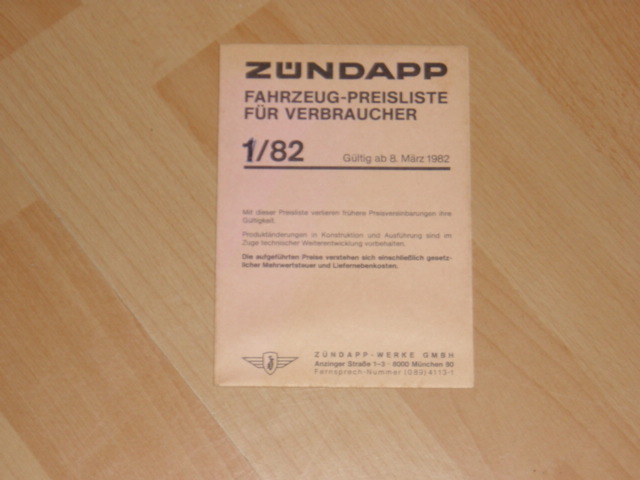 ZÜNDAPP
FAHRZEUG-PREISLISTE
FÜR VERBRAUCHER
1/82 Gültig ab 8. März 1982
Mit dieser Preisliste verlieren frühere Preisvereinbarungen ihre
Gültigkeit.
Produktänderungen in Konstruktion und Ausführung sind im
Zuge technischer Weiterentwicklung vorbehalten.
Die aufgeführten Preise verstehen sich einschließlich gesetz-
licher Mehrwertsteuer und Liefernebenkosten.
ZÜNDAPP-WERKE GMBH
Anzinger Straße 1-3 · 8000 München 80
Fernsprech-Nummer (089) 4113-1